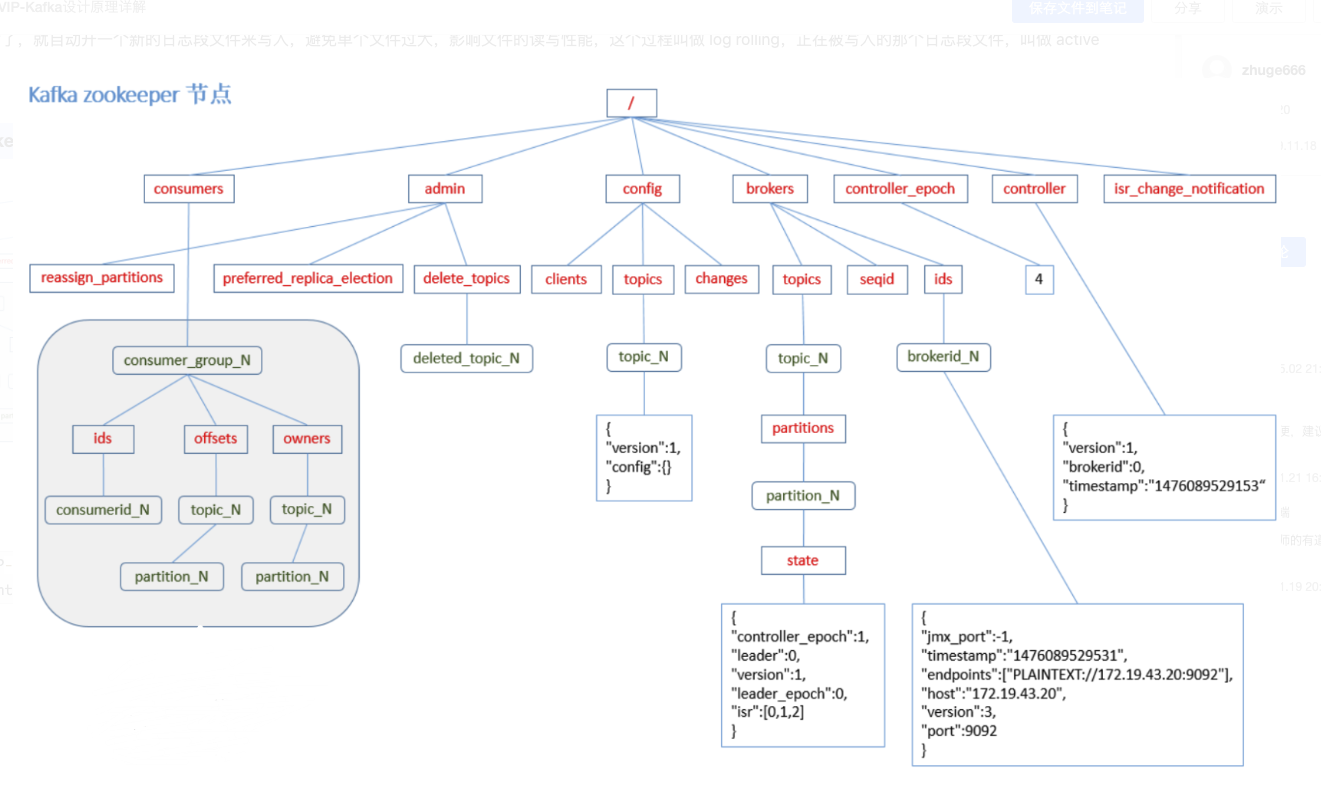 VIP-Kafka设计原理详解
保存文件到笔记
分享
演示
了，就自动开一个新的日志段文件来写入，避免单个文件过大，影响文件的读写性能，这个过程叫做 log rolling，正在被写入的那个日志段文件，叫做 active
zhuge666
Kafka zookeeper 节点
/
consumers
admin
config
brokers
controller_epoch
controller
isr_change_notification
reassign_partitions
preferred_replica_election
delete_topics
clients
topics
changes
topics
seqid
ids
4
consumer_group_N
deleted_topic_N
topic_N
topic_N
brokerid_N
ids
offsets
owners
consumerid_N
topic_N
topic_N
partition_N
partition_N
{
"version":1,
"config":{}
}
partitions
partition_N
state
{
"controller_epoch":1,
"leader":0,
"version":1,
"leader_epoch":0,
"isr":[0,1,2]
}
{
"jmx_port":-1,
"timestamp":"1476089529531",
"endpoints":["PLAINTEXT://172.19.43.20:9092"],
"host":"172.19.43.20",
"version":3,
"port":9092
}
{
"version":1,
"brokerid":0,
"timestamp":"1476089529153“
}